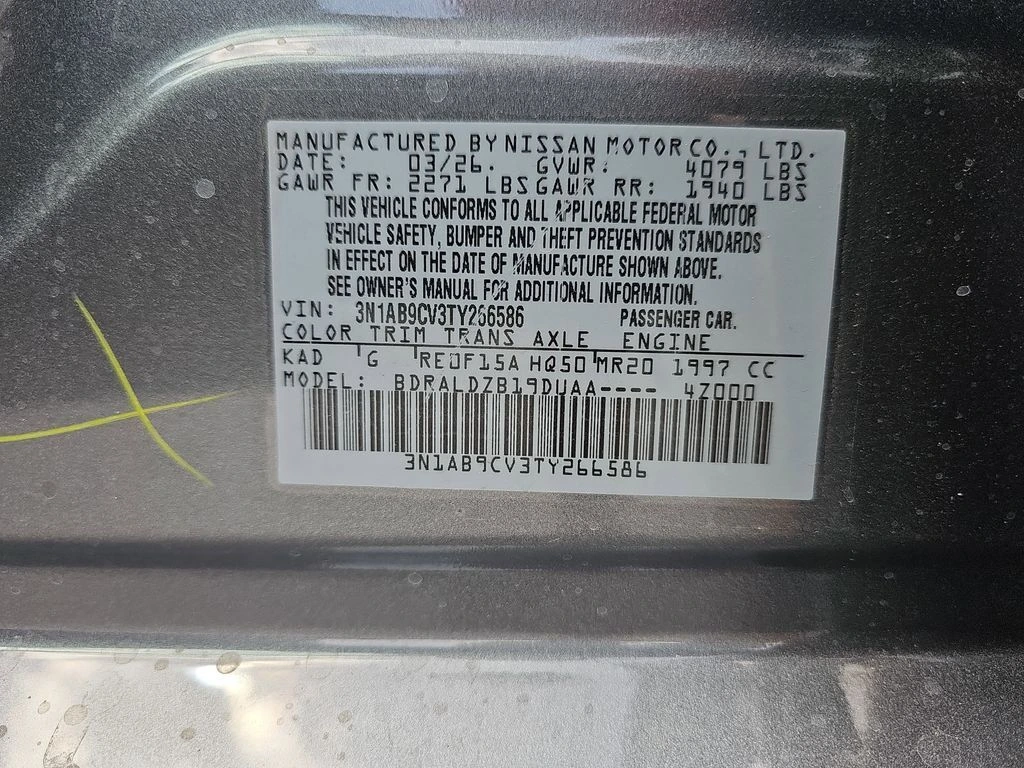 MANUFACTURED BY NISSAN MOTOR CO., LTD.
DATE: 03/26. GVWR: 4079 LBS
GAWR FR: 2271 LBS GAWR RR: 1940 LBS
THIS VEHICLE CONFORMS TO ALL APPLICABLE FEDERAL MOTOR
VEHICLE SAFETY, BUMPER AND THEFT PREVENTION STANDARDS
IN EFFECT ON THE DATE OF MANUFACTURE SHOWN ABOVE.
SEE OWNER'S MANUAL FOR ADDITIONAL INFORMATION.
VIN: 3N1AB9CV3TY266586 PASSENGER CAR.
COLOR TRIM TRANS AXLE ENGINE
KAD G RE0F15A HQ50 MR20 1997 CC
MODEL: BDRALDZB19DUAA---- 4Z000
3N1AB9CV3TY266586